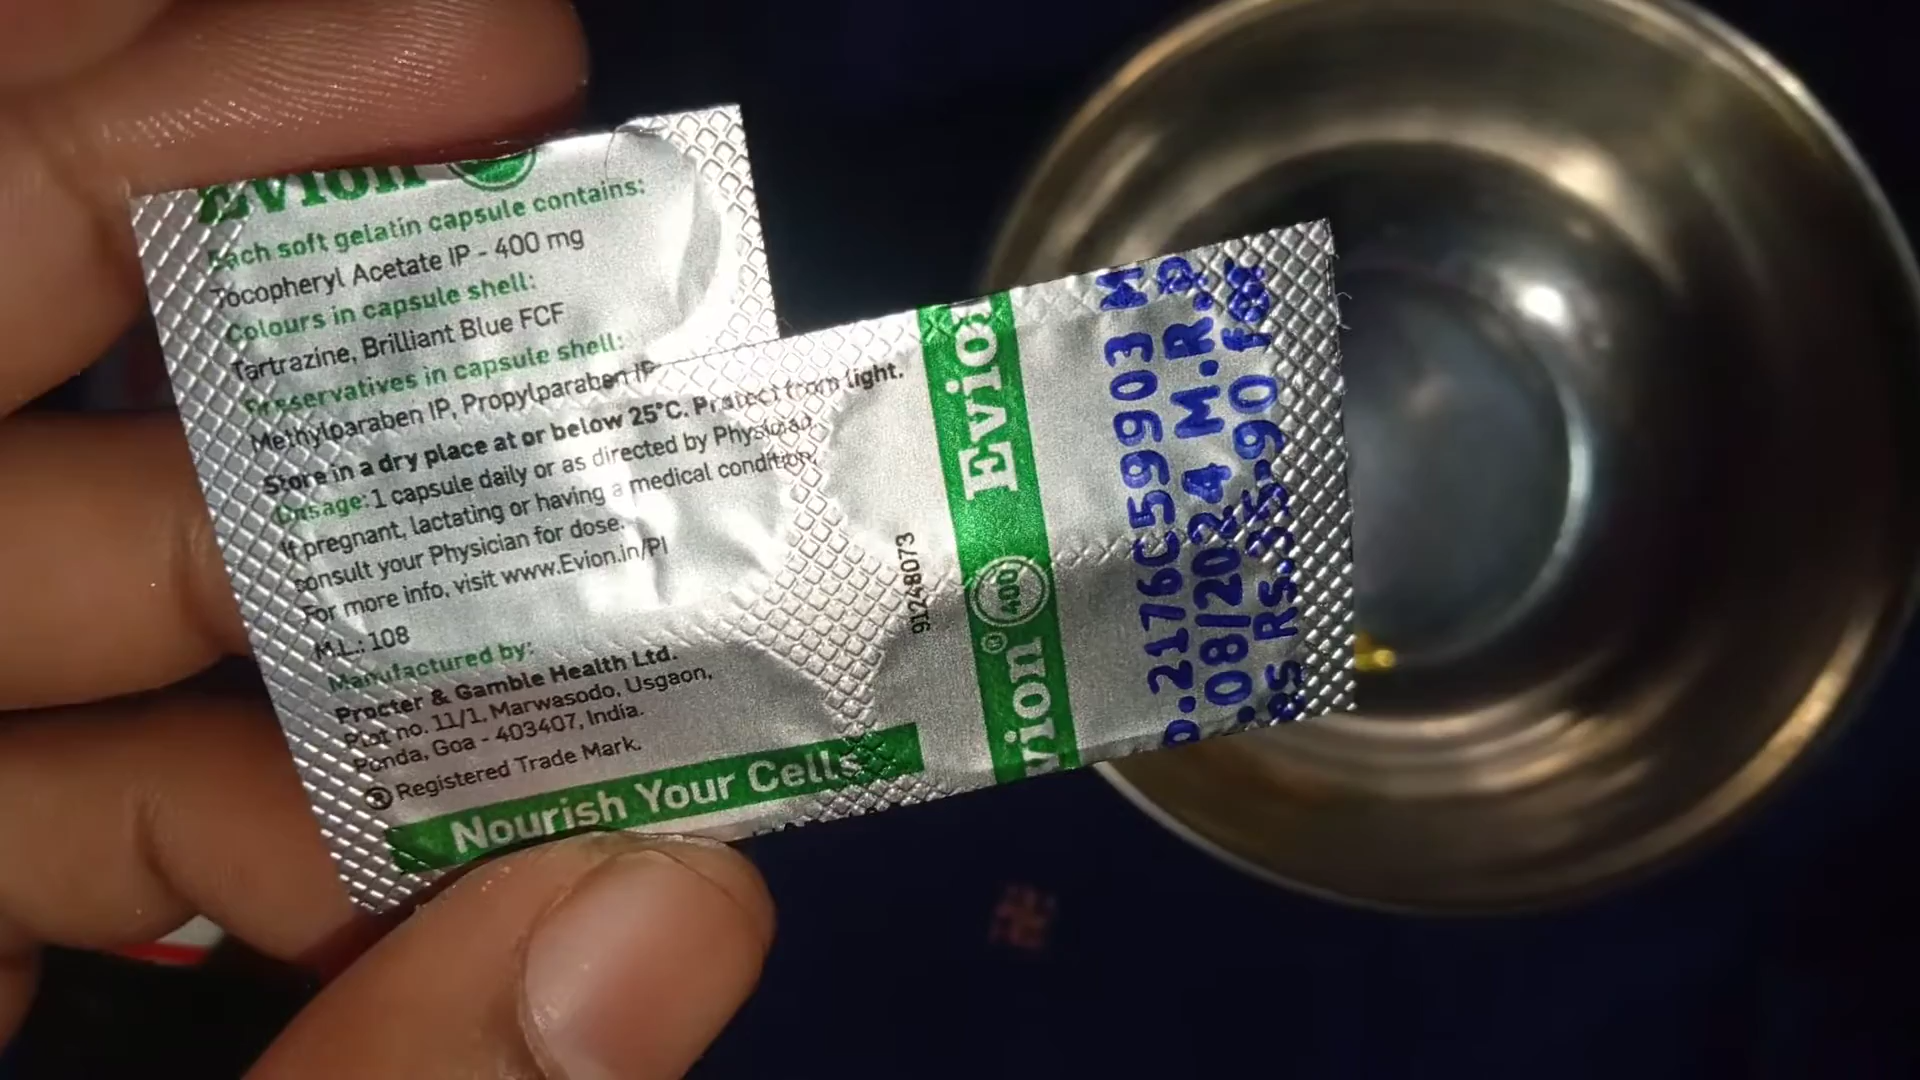 Evion
Each soft gelatin capsule contains:
Tocopheryl Acetate IP - 400 mg
Colours in capsule shell:
Tartrazine, Brilliant Blue FCF
Preservatives in capsule shell:
Methylparaben IP, Propylparaben IP
Store in a dry place at or below 25°C. Protect from light.
Usage: 1 capsule daily or as directed by Physician.
If pregnant, lactating or having a medical condition,
consult your Physician for dose.
For more info, visit www.Evion.in/PI
M.L.: 108
Manufactured by:
Procter & Gamble Health Ltd.
Plot no. 11/1, Marwasodo, Usgaon,
Ponda, Goa - 403407, India.
® Registered Trade Mark.
Nourish Your Cells
91248073
Evion® 400 Evion
.2176C59903 M
.08/2024 M.R.P
es Rs.35.90 for